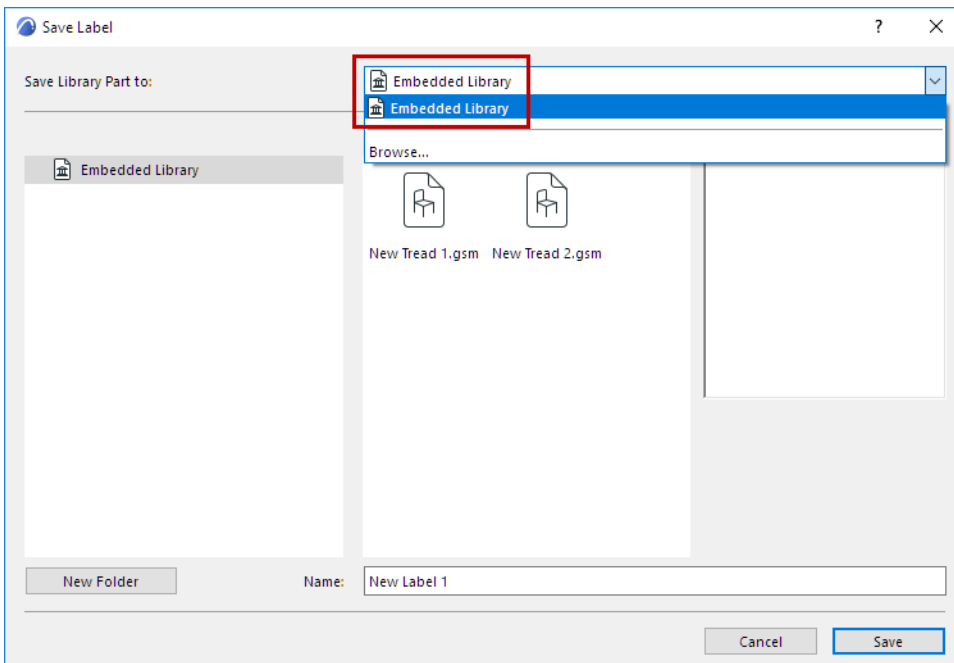 Save Label
?
Save Library Part to:
Embedded Library
Embedded Library
Browse...
Embedded Library
New Tread 1.gsm New Tread 2.gsm
New Folder
Name:
New Label 1
Cancel
Save